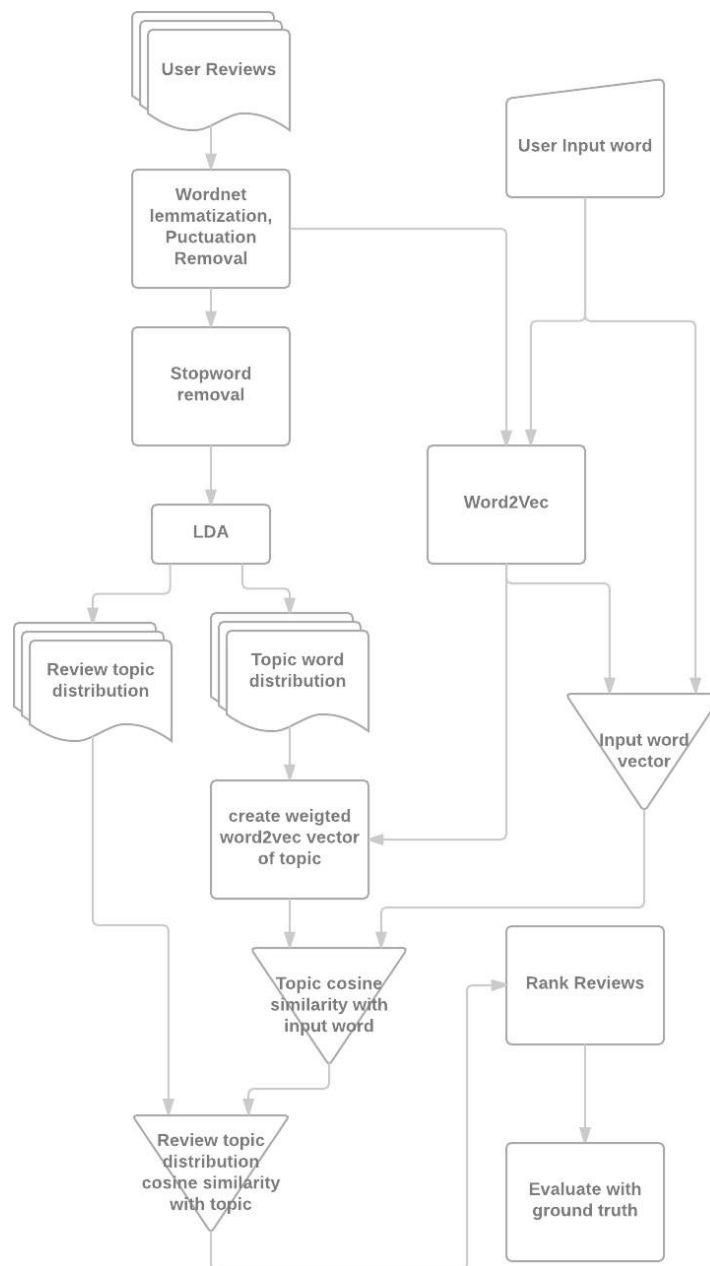 User Reviews
User Input word
Wordnet
lemmatization,
Puctuation
Removal
Stopword
removal
Word2Vec
LDA
Review topic
distribution
Topic word
distribution
Input word
vector
create weigted
word2vec vector
of topic
Topic cosine
similarity with
input word
Rank Reviews
Review topic
distribution
cosine similarity
with topic
Evaluate with
ground truth